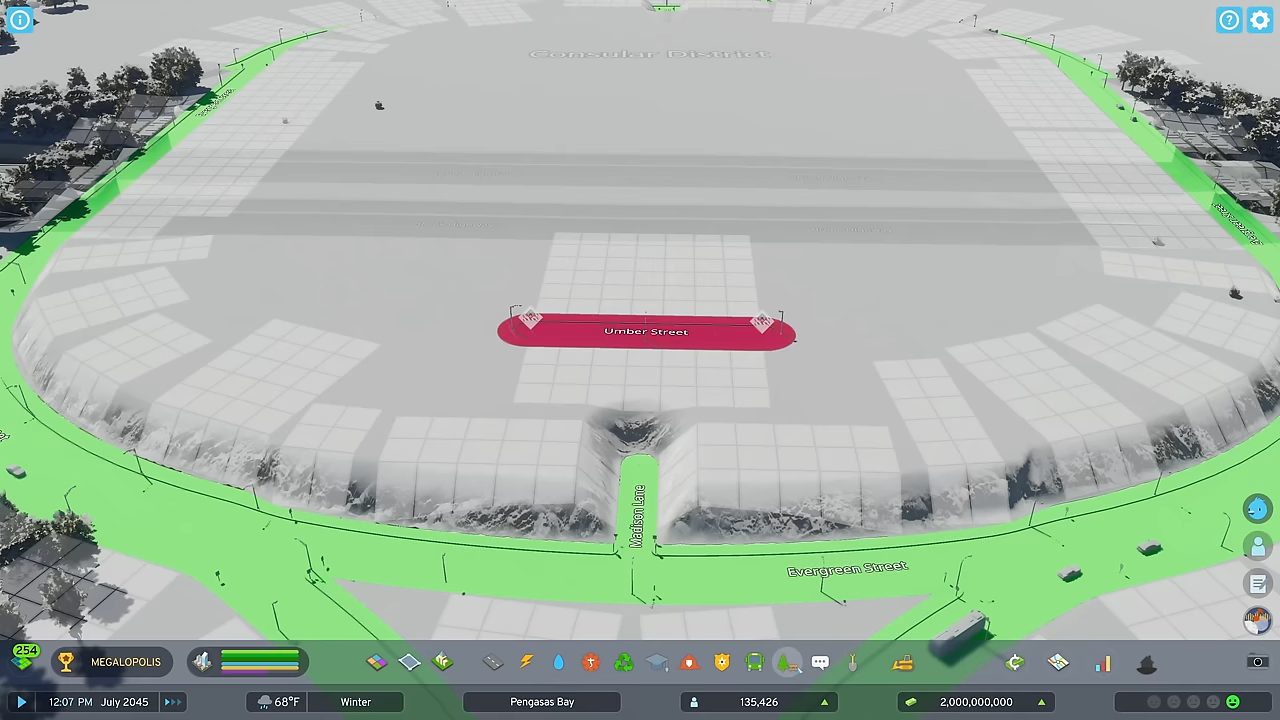 Consular District
Umber Street
Madison Lane
Evergreen Street
254
MEGALOPOLIS
12:07 PM July 2045
68°F
Winter
Pengasas Bay
135,426
2,000,000,000